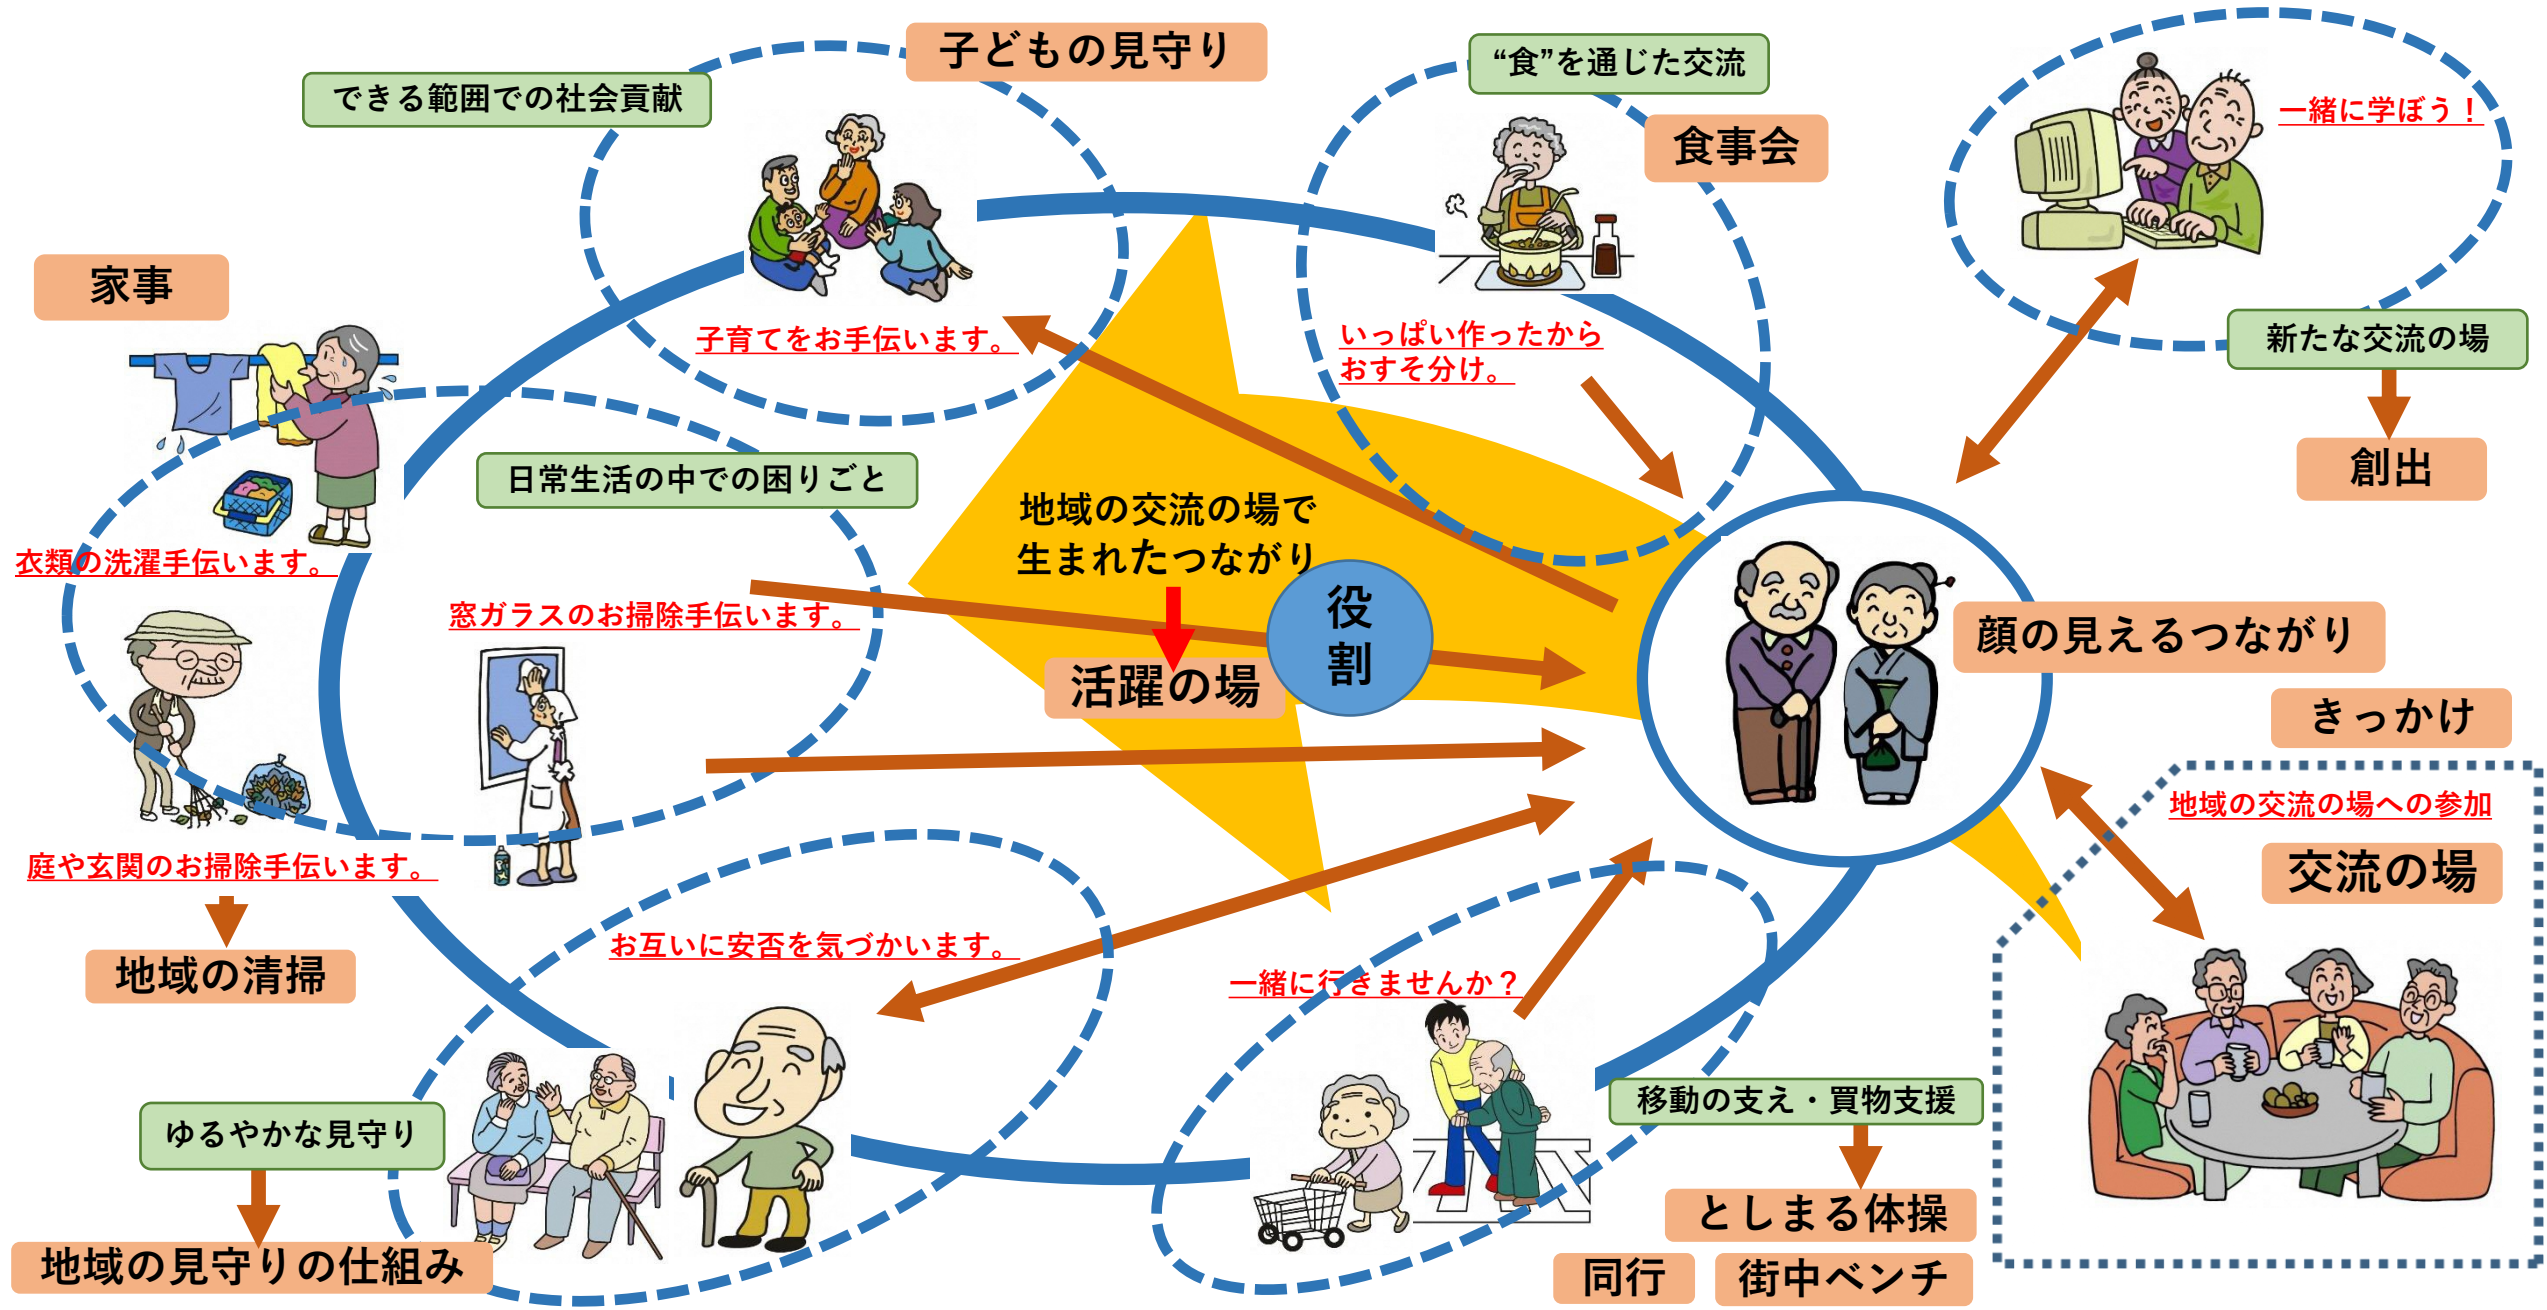 子どもの見守り
“食”を通じた交流
できる範囲での社会貢献
一緒に学ぼう！
食事会
家事
子育てをお手伝います。
いっぱい作ったから
おすそ分け。
新たな交流の場
創出
日常生活の中での困りごと
地域の交流の場で
生まれたつながり
衣類の洗濯手伝います。
窓ガラスのお掃除手伝います。
役
割
顔の見えるつながり
活躍の場
きっかけ
地域の交流の場への参加
庭や玄関のお掃除手伝います。
交流の場
お互いに安否を気づかいます。
地域の清掃
一緒に行きませんか？
移動の支え・買物支援
ゆるやかな見守り
としまる体操
地域の見守りの仕組み
同行
街中ベンチ